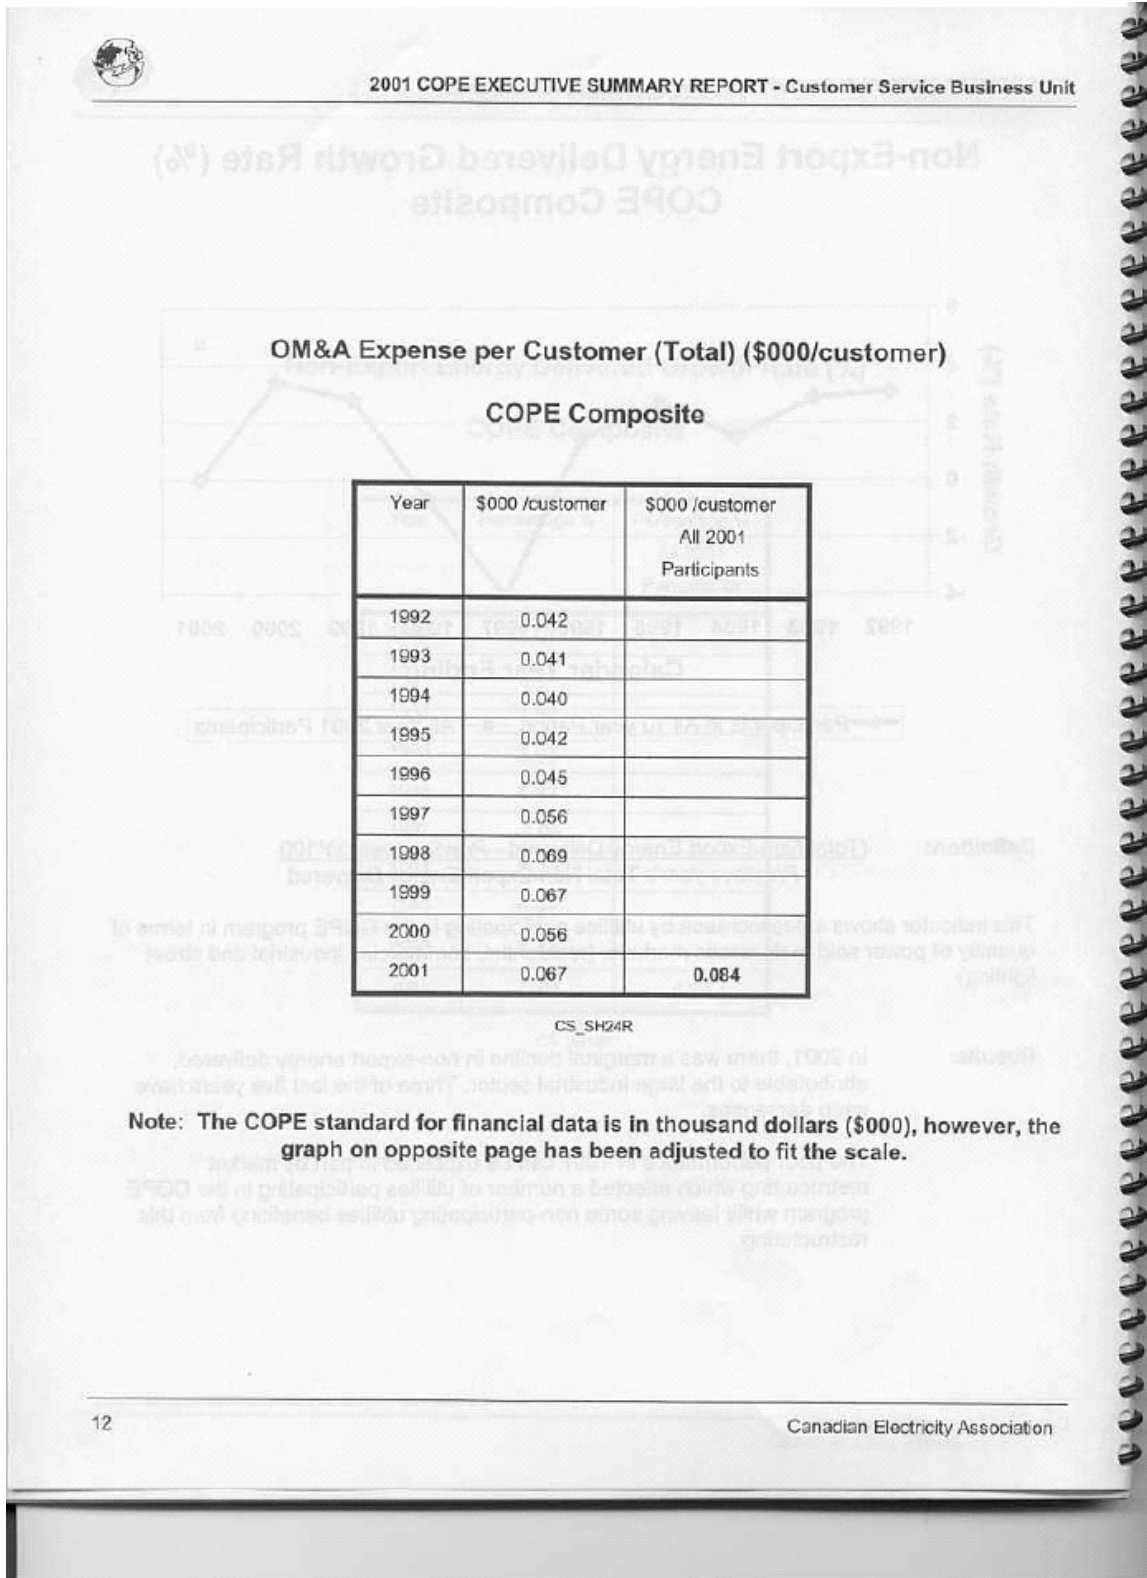 2001 COPE EXECUTIVE SUMMARY REPORT - Customer Service Business Unit
OM&A Expense per Customer (Total) ($000/customer)
COPE Composite
Year $000 /customer $000 /customer
All 2001
Participants
1992 0.042
1993 0.041
1994 0.040
1995 0.042
1996 0.045
1997 0.056
1998 0.069
1999 0.067
2000 0.056
2001 0.067 0.084
CS_SH24R
Note: The COPE standard for financial data is in thousand dollars ($000), however, the
graph on opposite page has been adjusted to fit the scale.
12 Canadian Electricity Association